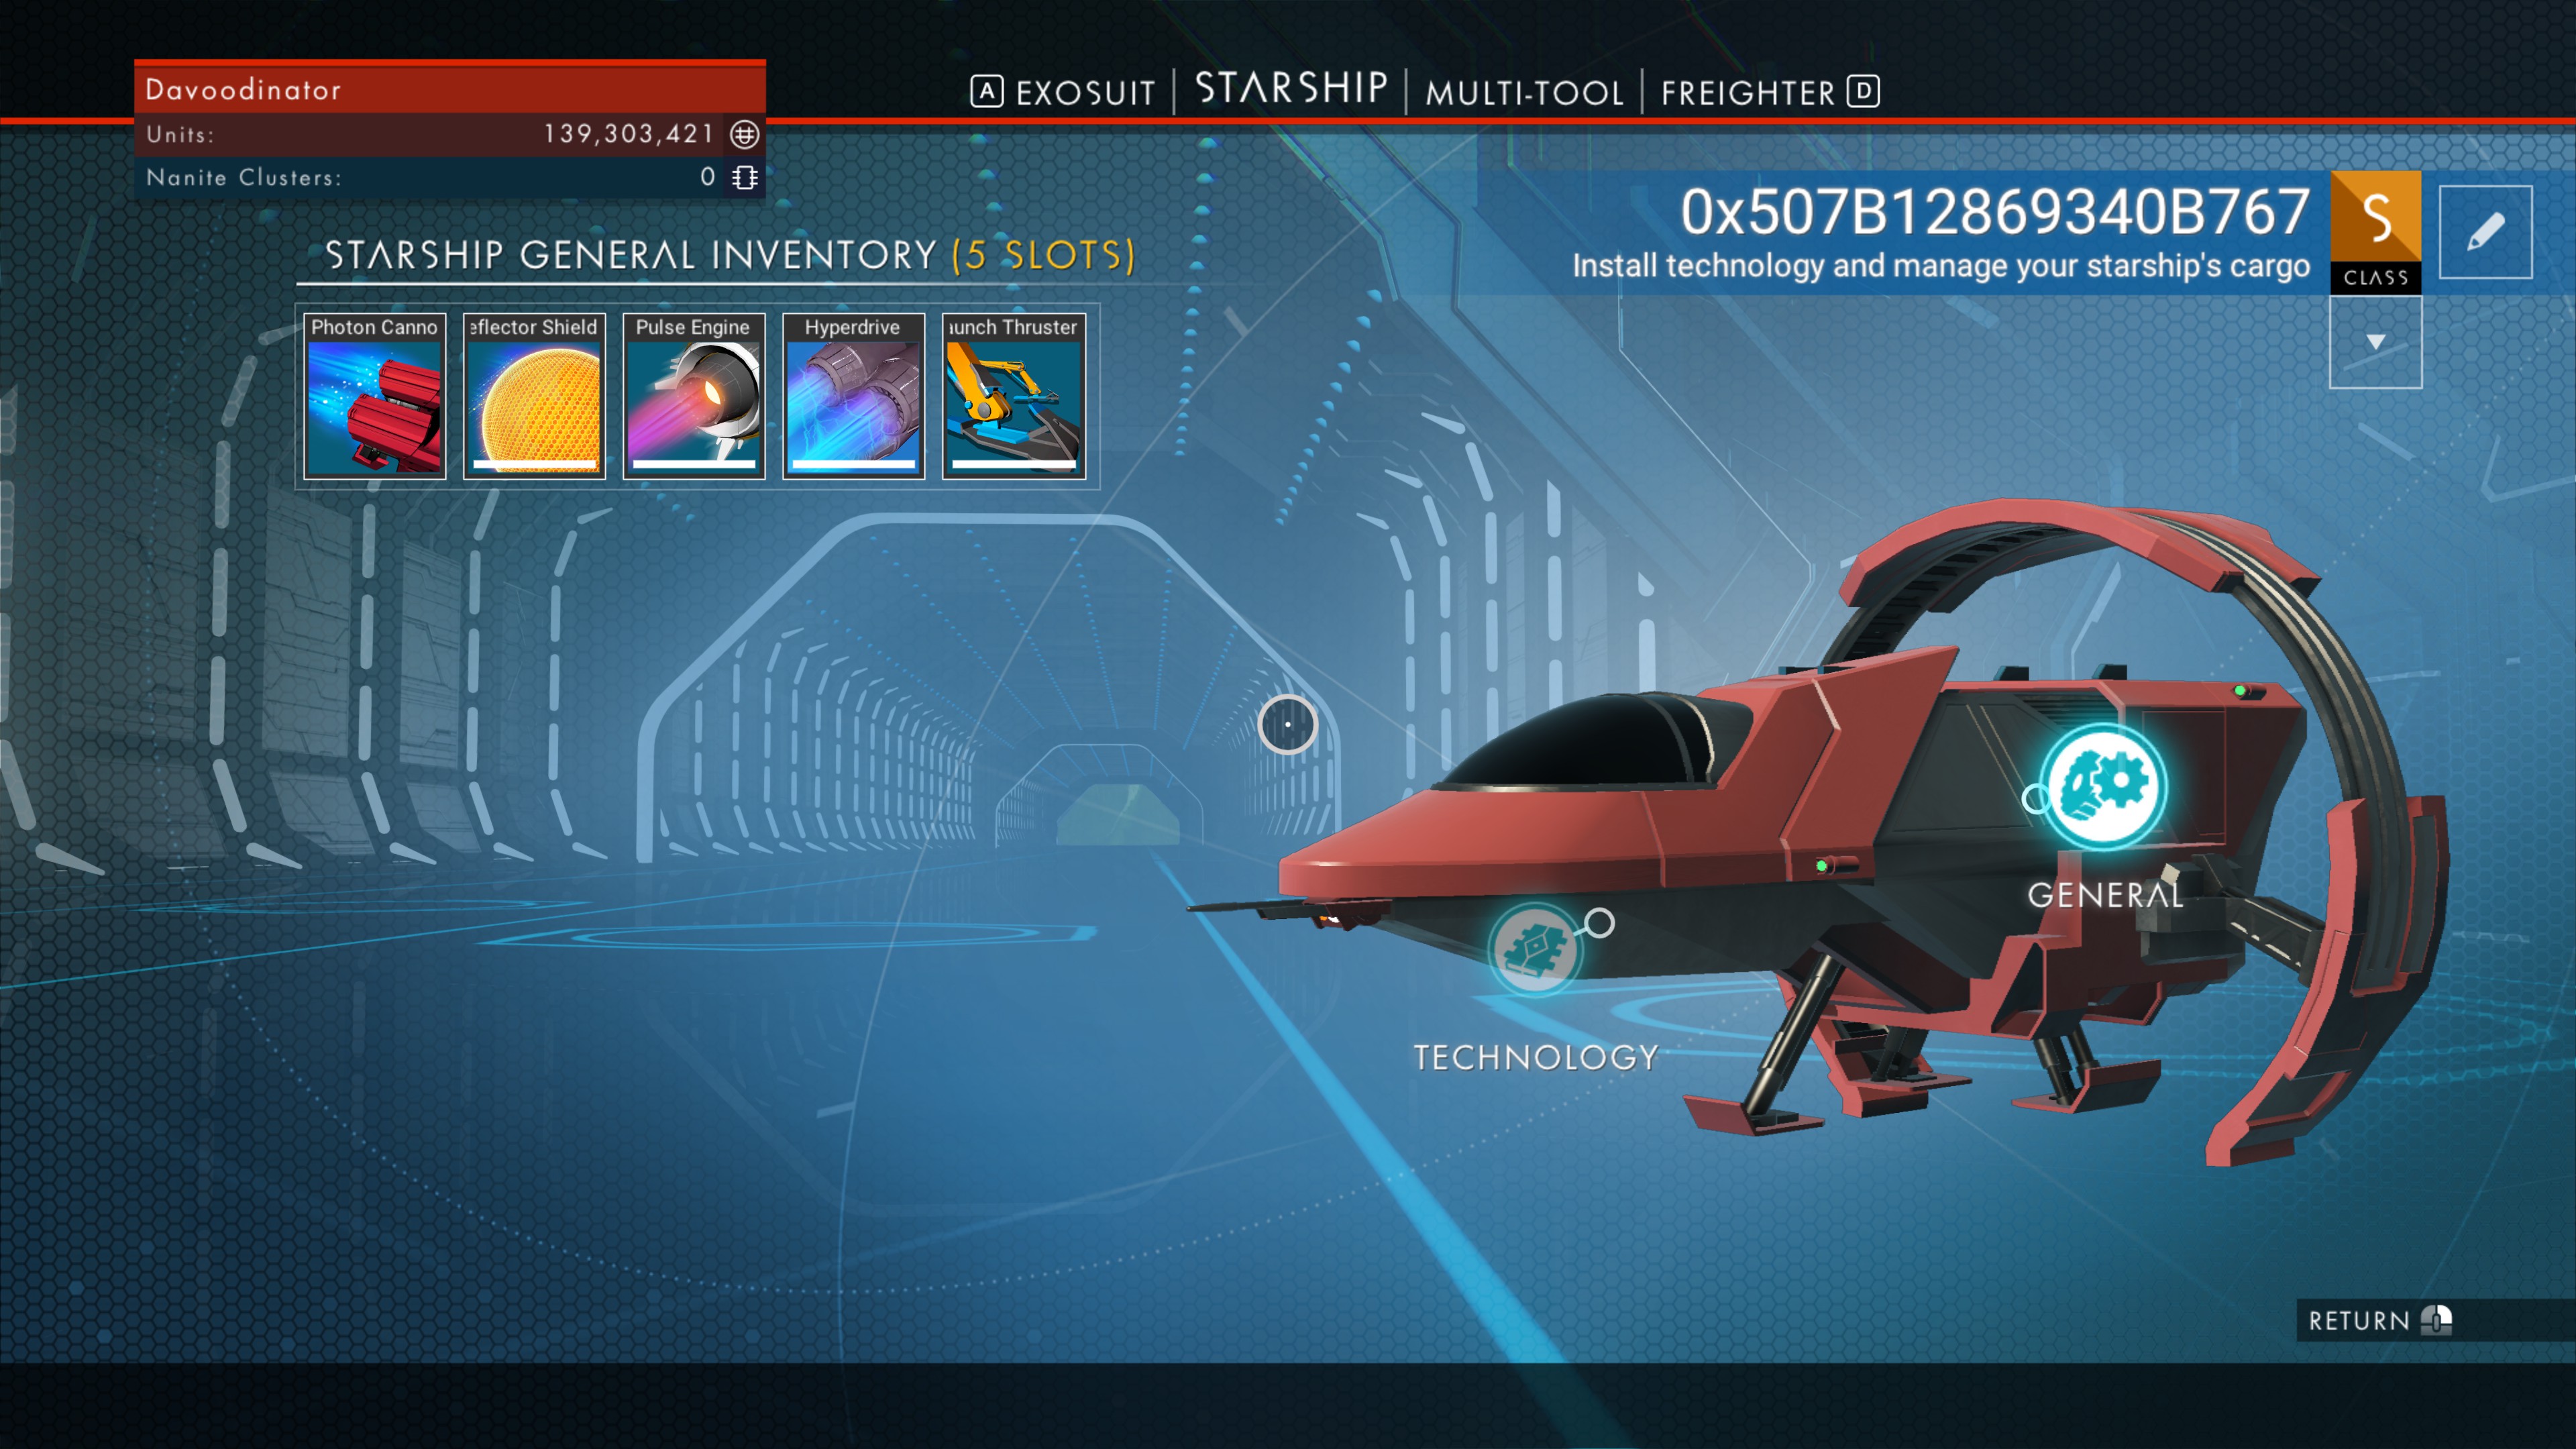 Davoodinator
Units: 139,303,421
Nanite Clusters: 0
A EXOSUIT STARSHIP MULTI-TOOL FREIGHTER D
0x507B12869340B767
Install technology and manage your starship's cargo
S
CLASS
STARSHIP GENERAL INVENTORY (5 SLOTS)
Photon Canno
eflector Shield
Pulse Engine
Hyperdrive
aunch Thruster
GENERAL
TECHNOLOGY
RETURN